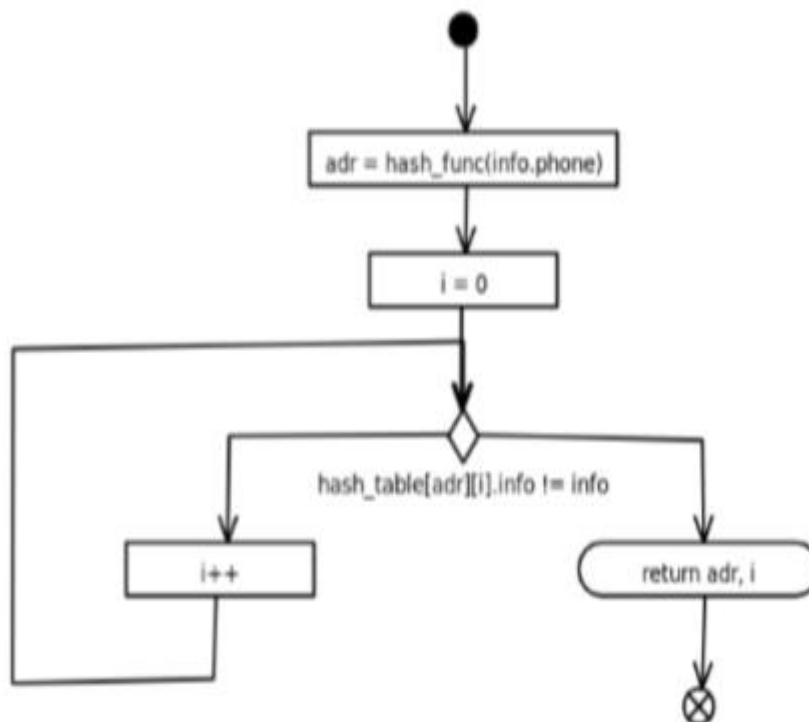 adr = hash_func(info.phone)
i = 0
hash_table[adr][i].info != info
i++
return adr, i